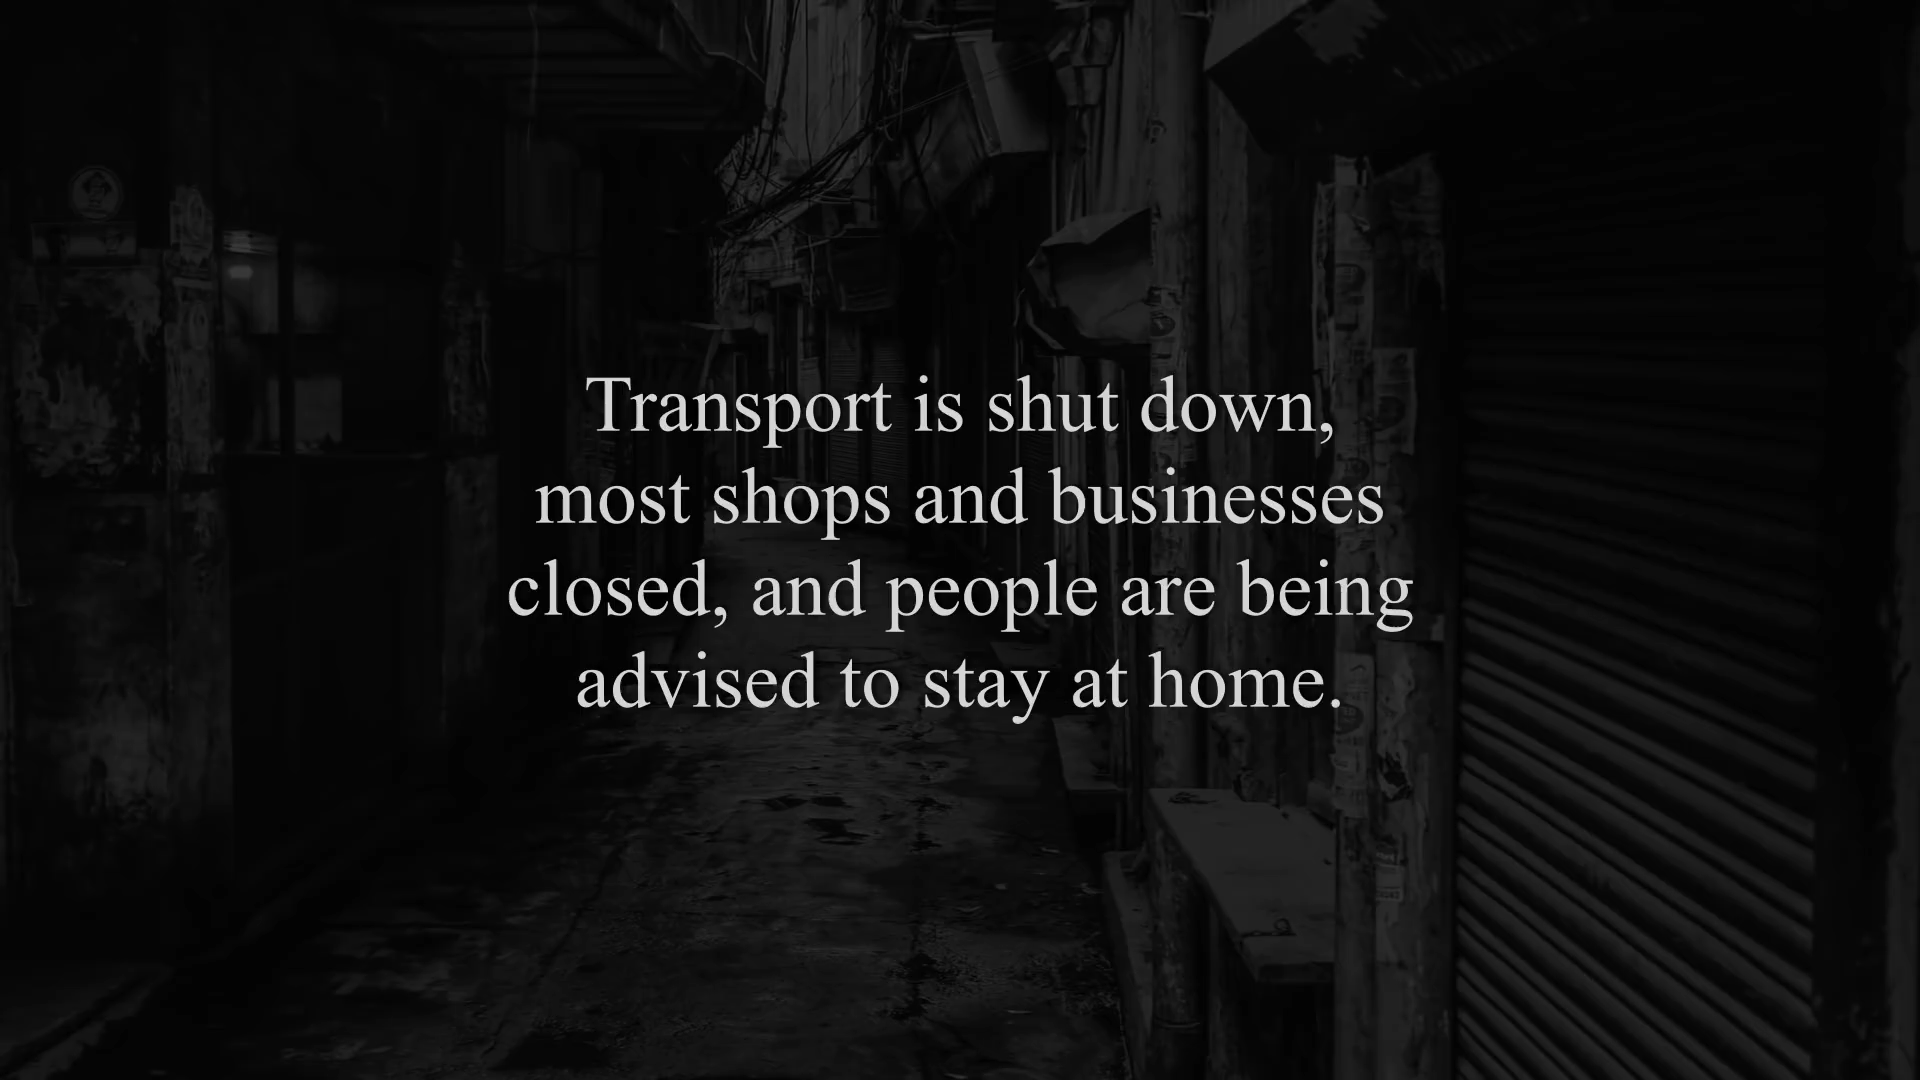 Transport is shut down,
most shops and businesses
closed, and people are being
advised to stay at home.